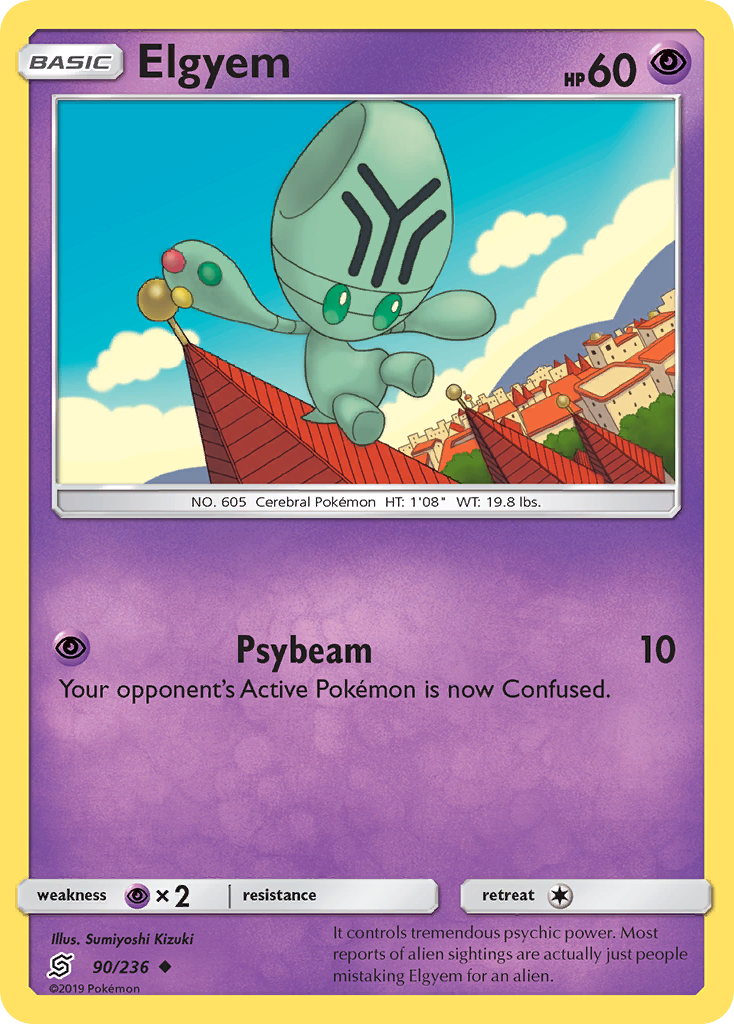 BASIC Elgyem HP60
NO. 605 Cerebral Pokémon HT: 1'08" WT: 19.8 lbs.
Psybeam 10
Your opponent's Active Pokémon is now Confused.
weakness ×2 resistance retreat
Illus. Sumiyoshi Kizuki
90/236
©2019 Pokémon
It controls tremendous psychic power. Most
reports of alien sightings are actually just people
mistaking Elgyem for an alien.